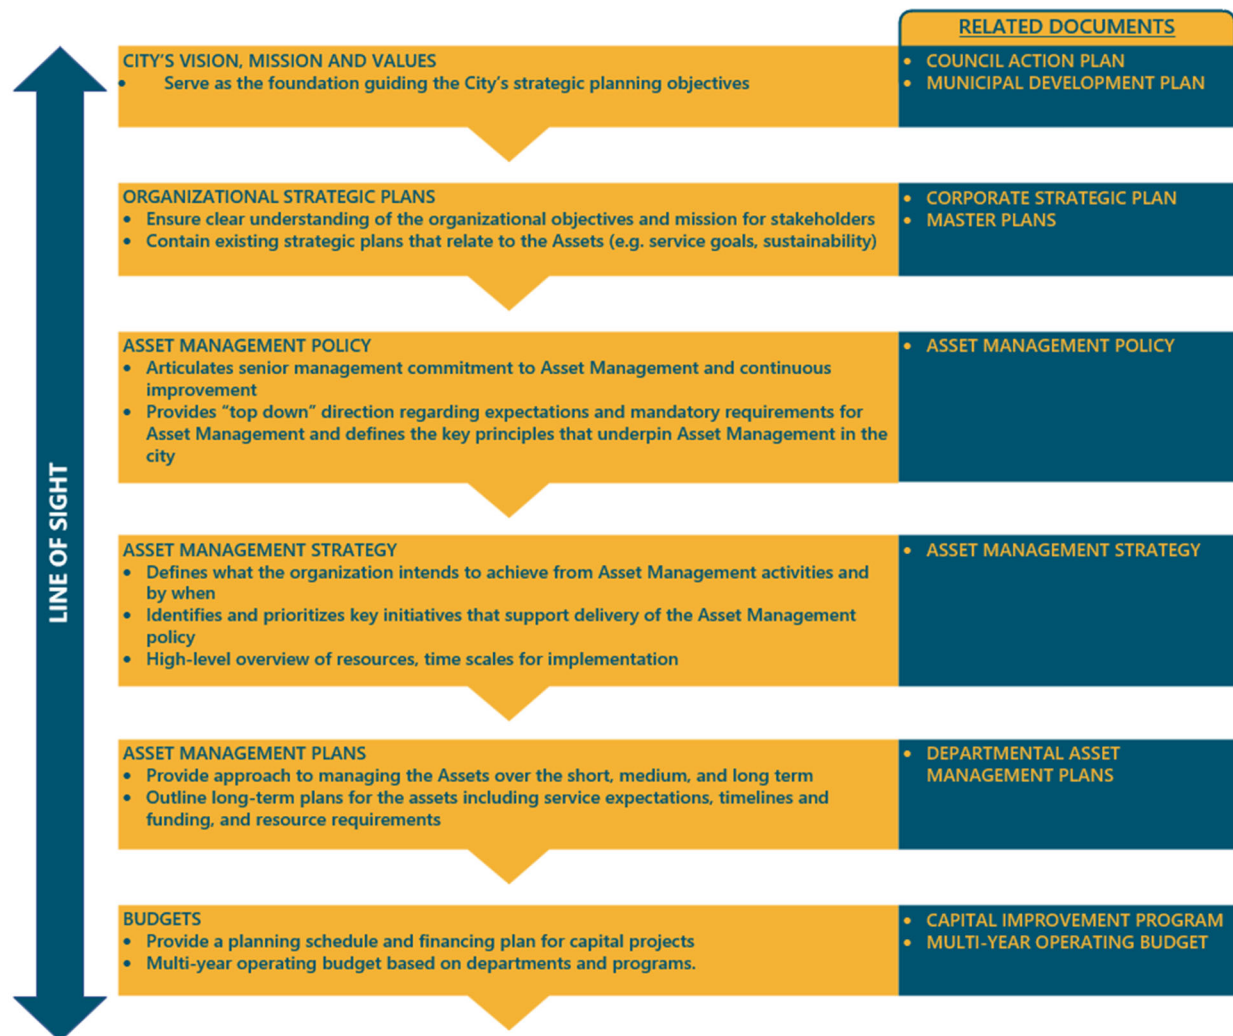 RELATED DOCUMENTS
CITY'S VISION, MISSION AND VALUES
• Serve as the foundation guiding the City's strategic planning objectives
• COUNCIL ACTION PLAN
• MUNICIPAL DEVELOPMENT PLAN
ORGANIZATIONAL STRATEGIC PLANS
• Ensure clear understanding of the organizational objectives and mission for stakeholders
• Contain existing strategic plans that relate to the Assets (e.g. service goals, sustainability)
• CORPORATE STRATEGIC PLAN
• MASTER PLANS
ASSET MANAGEMENT POLICY
• Articulates senior management commitment to Asset Management and continuous
improvement
• Provides “top down” direction regarding expectations and mandatory requirements for
Asset Management and defines the key principles that underpin Asset Management in the
city
• ASSET MANAGEMENT POLICY
LINE OF SIGHT
ASSET MANAGEMENT STRATEGY
• Defines what the organization intends to achieve from Asset Management activities and
by when
• Identifies and prioritizes key initiatives that support delivery of the Asset Management
policy
• High-level overview of resources, time scales for implementation
• ASSET MANAGEMENT STRATEGY
ASSET MANAGEMENT PLANS
• Provide approach to managing the Assets over the short, medium, and long term
• Outline long-term plans for the assets including service expectations, timelines and
funding, and resource requirements
• DEPARTMENTAL ASSET
MANAGEMENT PLANS
BUDGETS
• Provide a planning schedule and financing plan for capital projects
• Multi-year operating budget based on departments and programs.
• CAPITAL IMPROVEMENT PROGRAM
• MULTI-YEAR OPERATING BUDGET